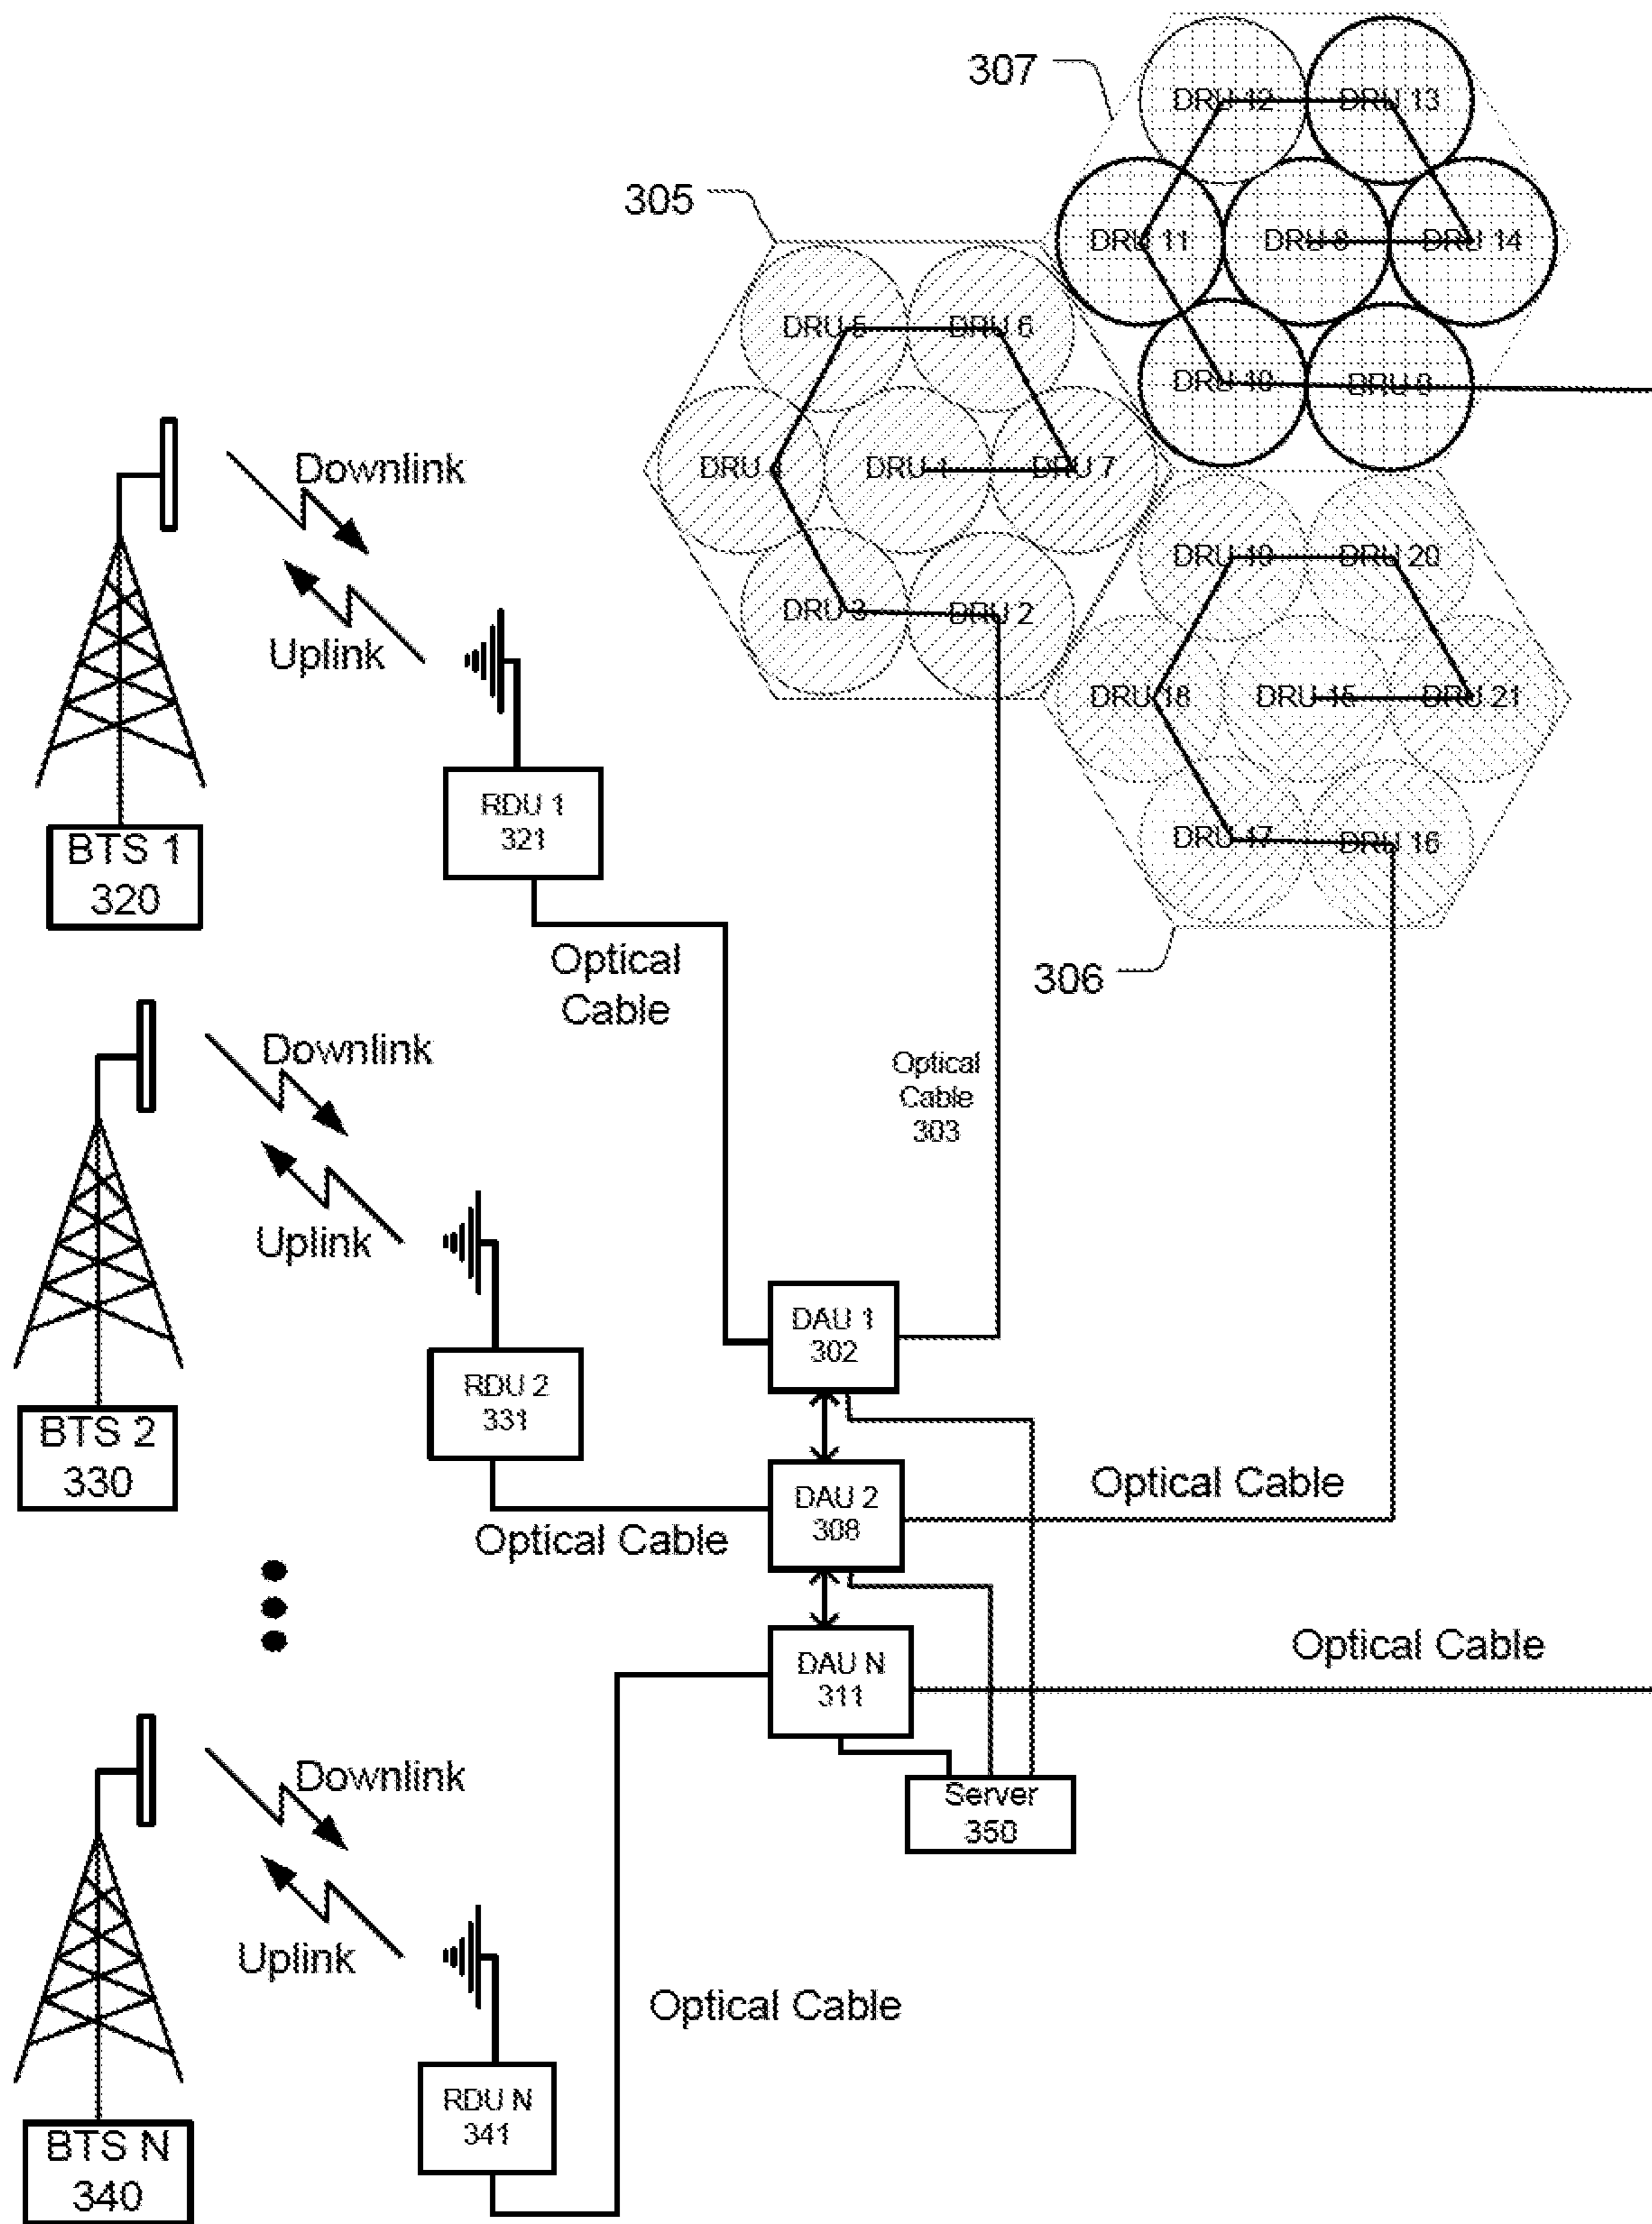 307
DRU 12
DRU 13
305
DRU 11
DRU 8
DRU 14
DRU 5
DRU 6
DRU 10
DRU 9
DRU 4
DRU 1
DRU 7
Downlink
Uplink
DRU 19
DRU 20
DRU 3
DRU 2
DRU 18
DRU 15
DRU 21
RDU 1
321
DRU 17
DRU 16
BTS 1
320
Optical
Cable
306
Downlink
Uplink
Optical
Cable
303
DAU 1
302
RDU 2
331
BTS 2
330
DAU 2
308
Optical Cable
Optical Cable
DAU N
311
Optical Cable
Downlink
Uplink
Server
350
Optical Cable
RDU N
341
BTS N
340